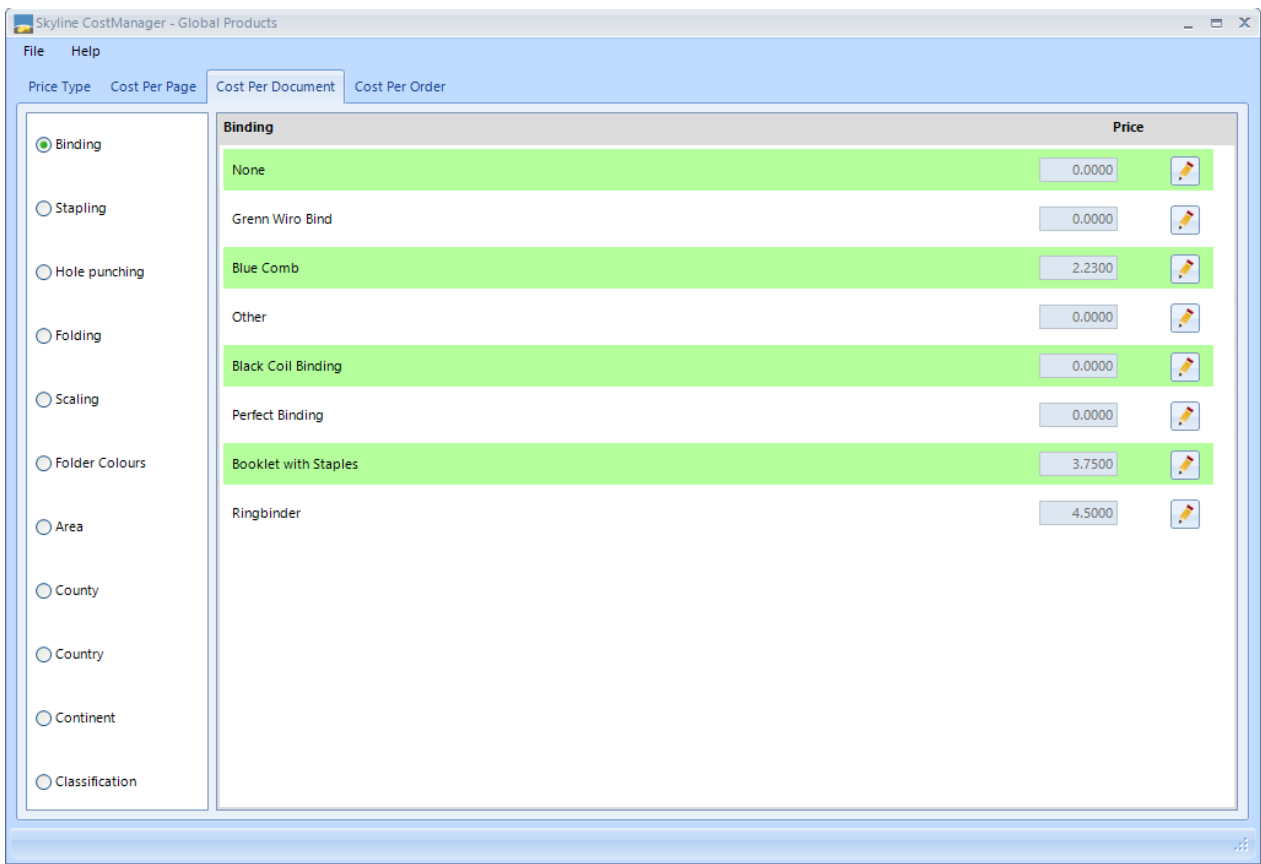 Skyline CostManager - Global Products
File Help
Price Type Cost Per Page Cost Per Document Cost Per Order
Binding
Stapling
Hole punching
Folding
Scaling
Folder Colours
Area
County
Country
Continent
Classification
Binding Price
None 0.0000
Grenn Wiro Bind 0.0000
Blue Comb 2.2300
Other 0.0000
Black Coil Binding 0.0000
Perfect Binding 0.0000
Booklet with Staples 3.7500
Ringbinder 4.5000